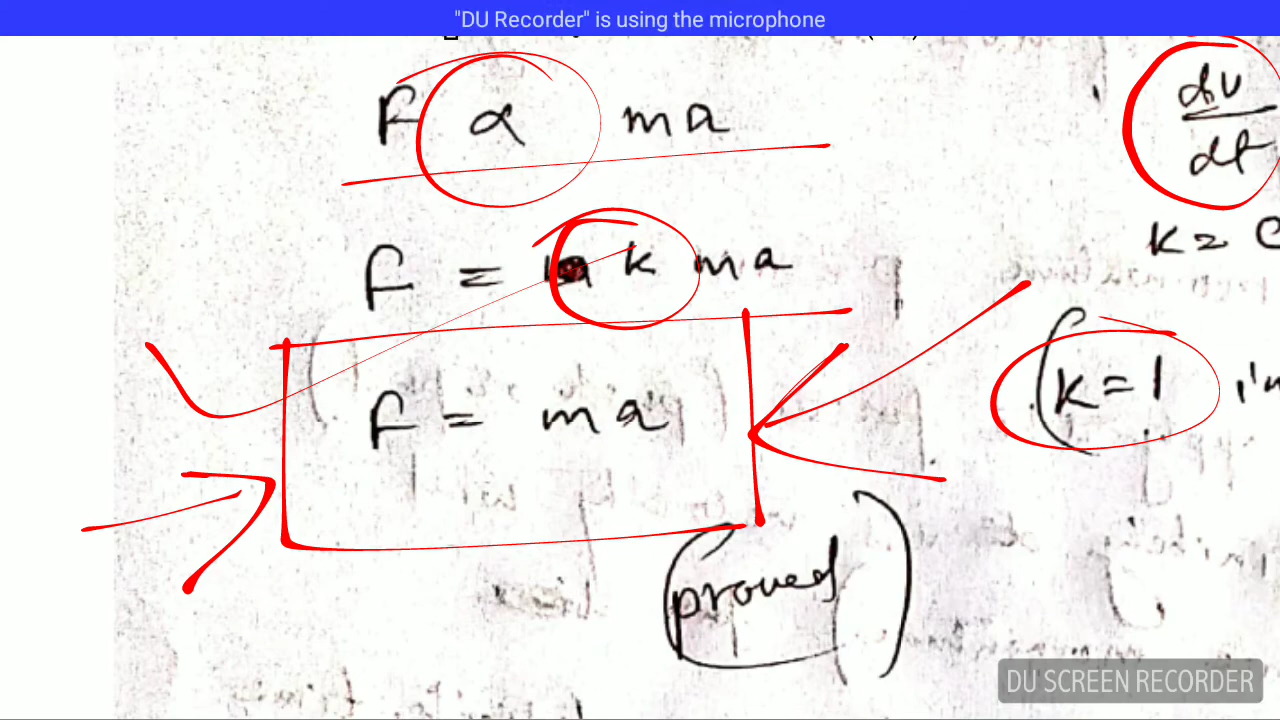 "DU Recorder" is using the microphone
F α ma
dv
dt
F = k ma
k =
F = ma
(k = 1
(proved)
DU SCREEN RECORDER